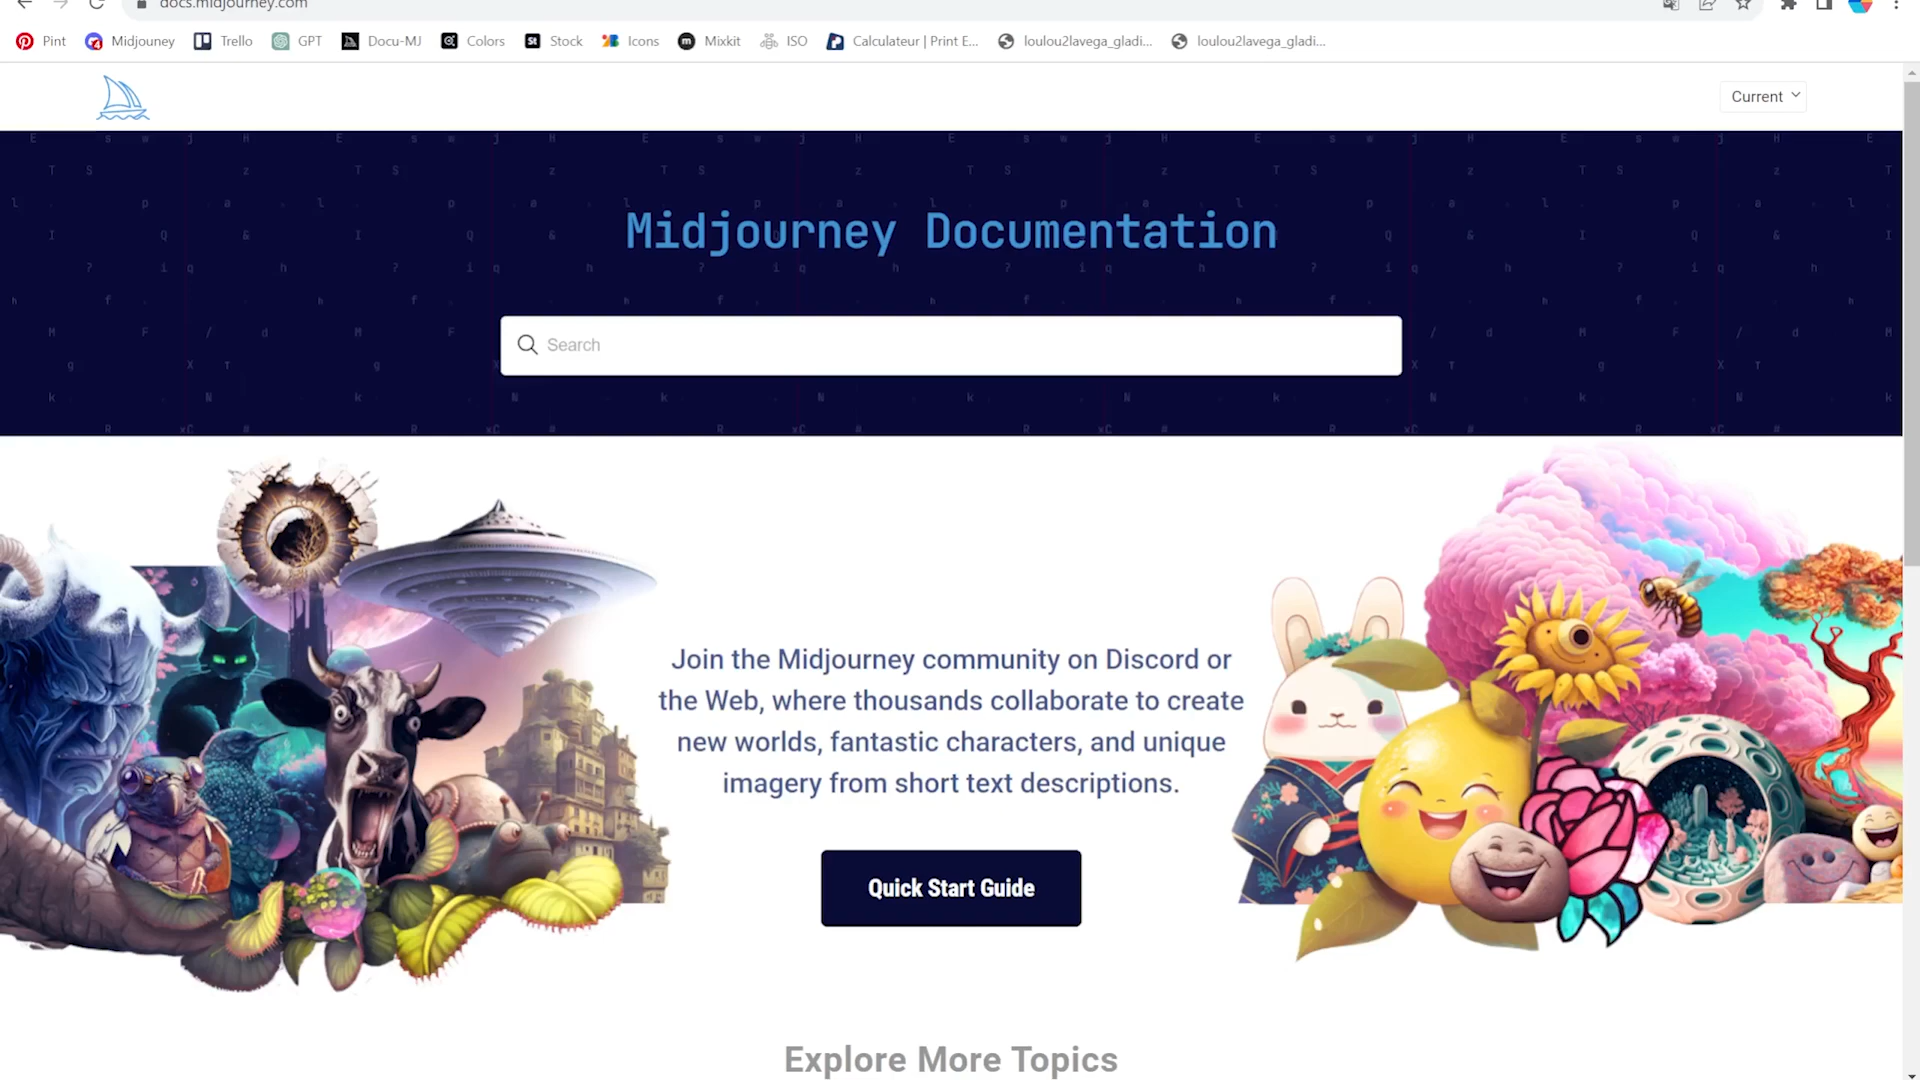 docs.midjourney.com
Pint Midjouney Trello GPT Docu-MJ Colors Stock Icons Mixkit ISO Calculateur | Print E... loulou2lavega_gladi... loulou2lavega_gladi...
Current
Midjourney Documentation
Search
Join the Midjourney community on Discord or
the Web, where thousands collaborate to create
new worlds, fantastic characters, and unique
imagery from short text descriptions.
Quick Start Guide
Explore More Topics